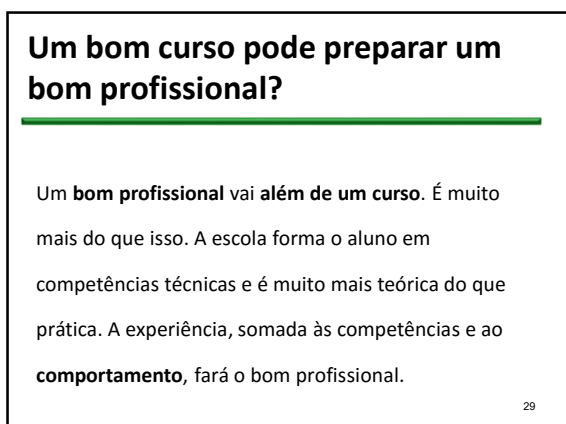 Um bom curso pode preparar um
bom profissional?
Um bom profissional vai além de um curso. É muito
mais do que isso. A escola forma o aluno em
competências técnicas e é muito mais teórica do que
prática. A experiência, somada às competências e ao
comportamento, fará o bom profissional.
29